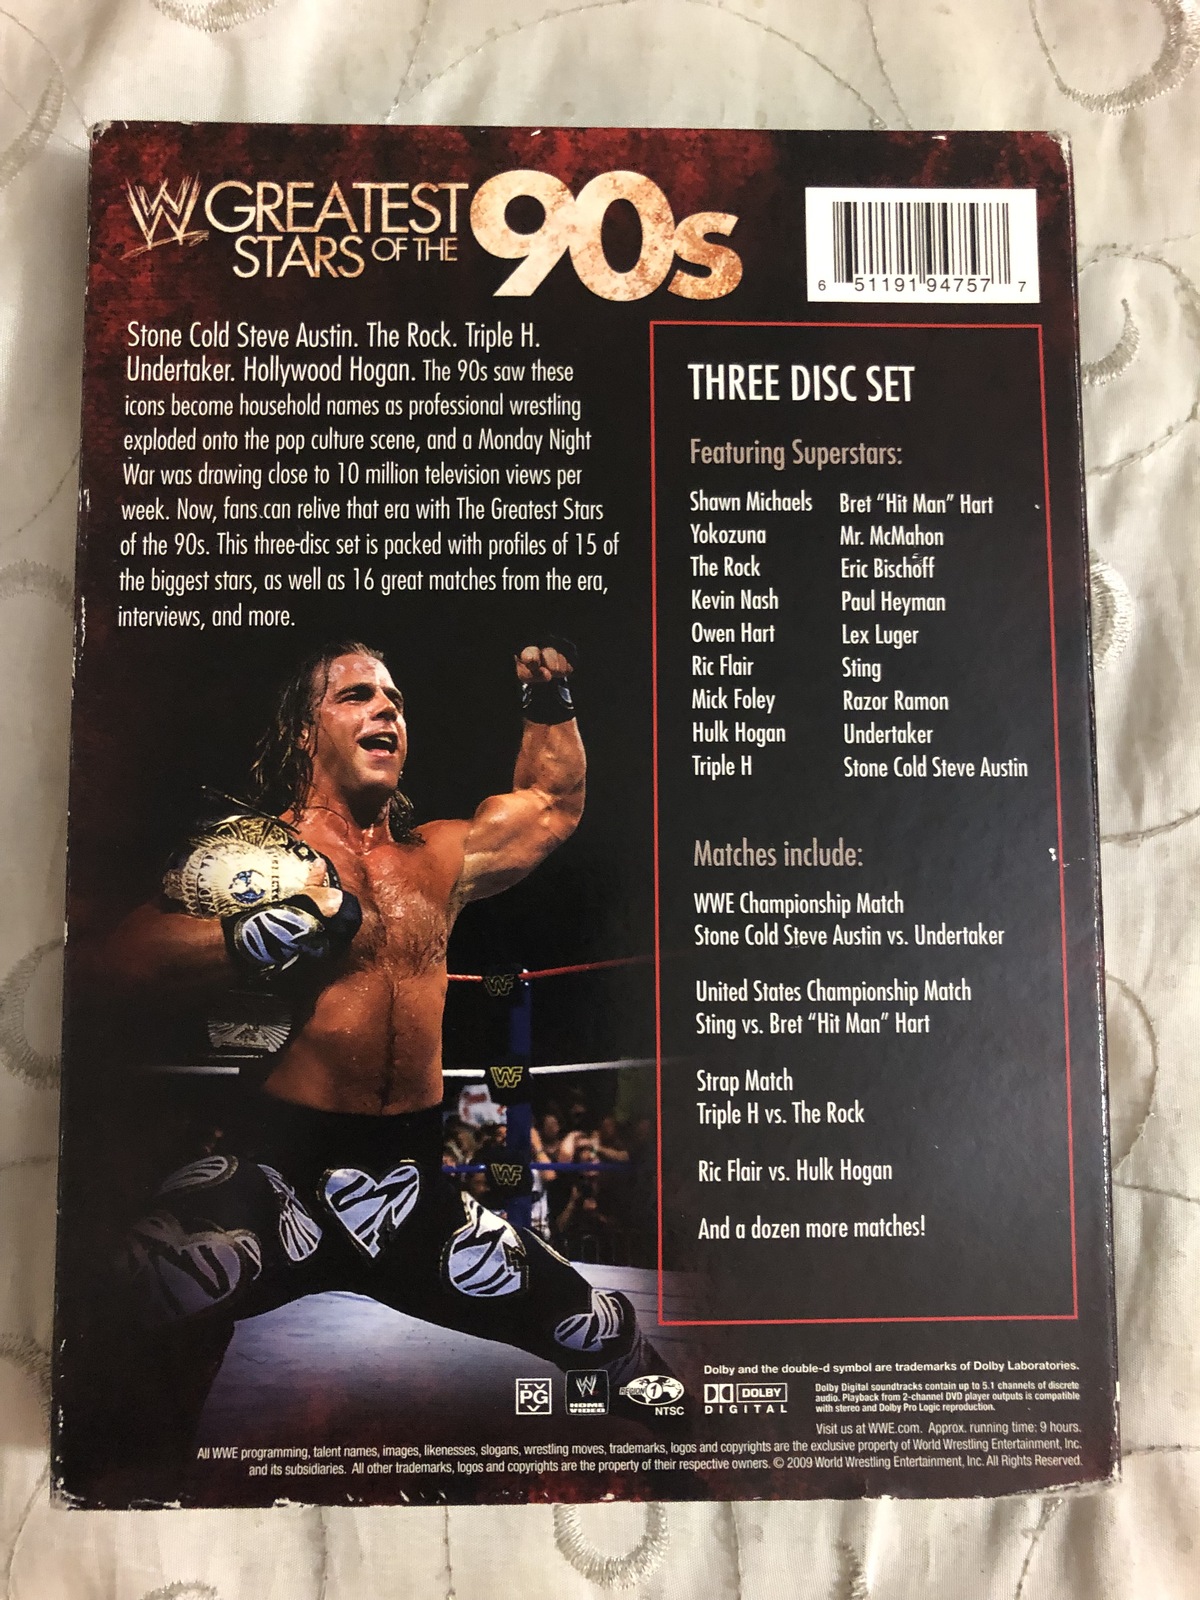 W GREATEST 90s
STARS OF THE
6 51191 94757 7
Stone Cold Steve Austin. The Rock. Triple H.
Undertaker. Hollywood Hogan. The 90s saw these
icons become household names as professional wrestling
exploded onto the pop culture scene, and a Monday Night
War was drawing close to 10 million television views per
week. Now, fans can relive that era with The Greatest Stars
of the 90s. This three-disc set is packed with profiles of 15 of
the biggest stars, as well as 16 great matches from the era,
interviews, and more.
THREE DISC SET
Featuring Superstars:
Shawn Michaels Bret "Hit Man" Hart
Yokozuna Mr. McMahon
The Rock Eric Bischoff
Kevin Nash Paul Heyman
Owen Hart Lex Luger
Ric Flair Sting
Mick Foley Razor Ramon
Hulk Hogan Undertaker
Triple H Stone Cold Steve Austin
Matches include:
WWE Championship Match
Stone Cold Steve Austin vs. Undertaker
United States Championship Match
Sting vs. Bret "Hit Man" Hart
Strap Match
Triple H vs. The Rock
Ric Flair vs. Hulk Hogan
And a dozen more matches!
WF
WF
WF
TV
PG
V
W
HOME
VIDEO
REGION 1
NTSC
DOLBY
DIGITAL
Dolby and the double-d symbol are trademarks of Dolby Laboratories.
Dolby Digital soundtracks contain up to 5.1 channels of discrete
audio. Playback from 2-channel DVD player outputs is compatible
with stereo and Dolby Pro Logic reproduction.
Visit us at WWE.com. Approx. running time: 9 hours.
All WWE programming, talent names, images, likenesses, slogans, wrestling moves, trademarks, logos and copyrights are the exclusive property of World Wrestling Entertainment, Inc.
and its subsidiaries. All other trademarks, logos and copyrights are the property of their respective owners. © 2009 World Wrestling Entertainment, Inc. All Rights Reserved.